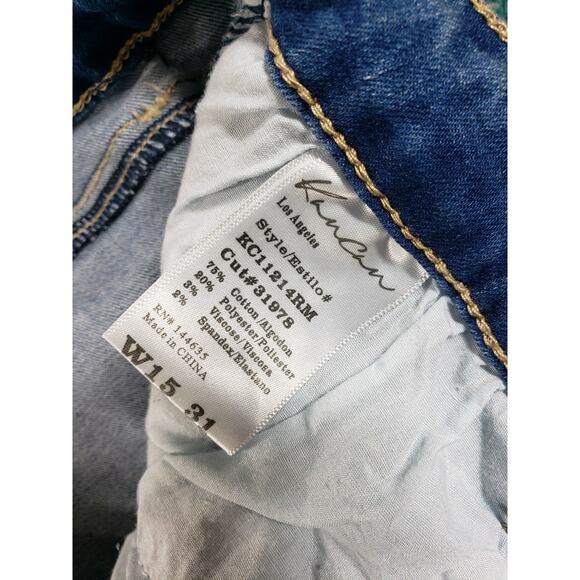 KanCan
Los Angeles
Style/Estilo#
KC11214RM
Cut#31978
75% Cotton/Algodon
20% Polyester/Poliester
3% Viscose/Viscosa
2% Spandex/Elastano
RN# 144635
Made in CHINA
W15 31